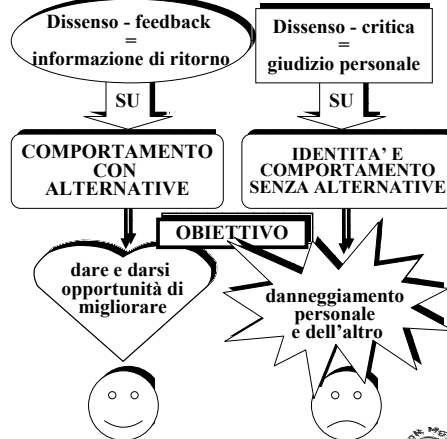 Dissenso - feedback
=
informazione di ritorno
Dissenso - critica
=
giudizio personale
SU
SU
COMPORTAMENTO
CON
ALTERNATIVE
IDENTITA' E
COMPORTAMENTO
SENZA ALTERNATIVE
OBIETTIVO
dare e darsi
opportunità di
migliorare
danneggiamento
personale
e dell'altro